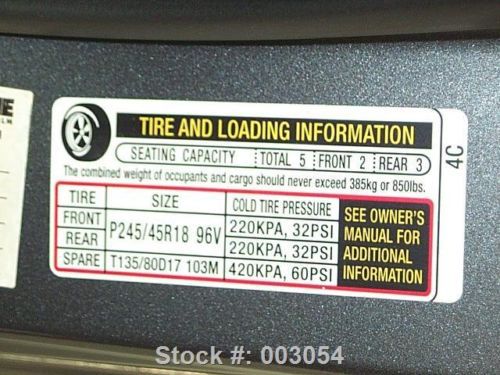 TIRE AND LOADING INFORMATION
SEATING CAPACITY TOTAL 5 FRONT 2 REAR 3
The combined weight of occupants and cargo should never exceed 385kg or 850lbs.
TIRE SIZE COLD TIRE PRESSURE
FRONT P245/45R18 96V 220KPA, 32PSI
REAR 220KPA, 32PSI
SPARE T135/80D17 103M 420KPA, 60PSI
SEE OWNER'S
MANUAL FOR
ADDITIONAL
INFORMATION
4C
Stock #: 003054